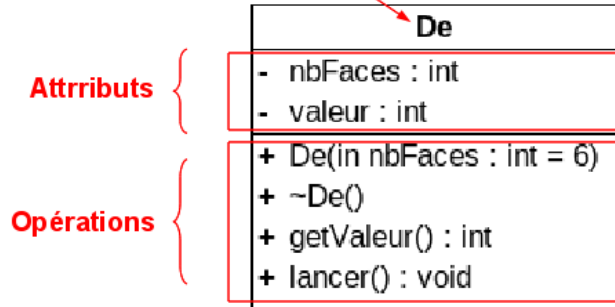 De
Attrributs
- nbFaces : int
- valeur : int
Opérations
+ De(in nbFaces : int = 6)
+ ~De()
+ getValeur() : int
+ lancer() : void